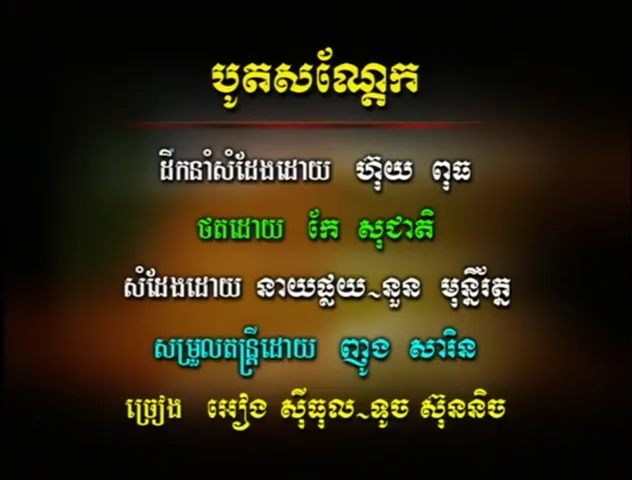 បូតសណ្ដែក
ដឹកនាំសំដែងដោយ ហ៊ុយ ពុធ
ថតដោយ កែ សុជាតិ
សំដែងដោយ នាយផ្លយ~នួន មុន្នីរ័ត្ន
សម្រួលតន្ត្រីដោយ ញូង សារិន
ច្រៀង អៀង ស៊ីធុល~ទូច ស៊ុននិច